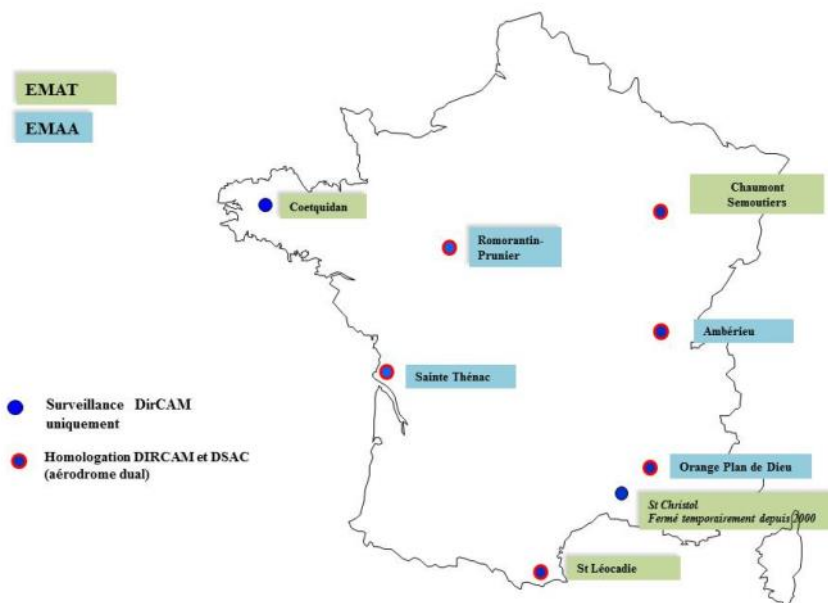 EMAT
EMAA
Coetquidan
Chaumont
Semoutiers
Romorantin-
Prunier
Ambérieu
Sainte Thénac
Surveillance DirCAM
uniquement
Homologation DIRCAM et DSAC
(aérodrome dual)
Orange Plan de Dieu
St Christol
Fermé temporairement depuis 2000
St Léocadie